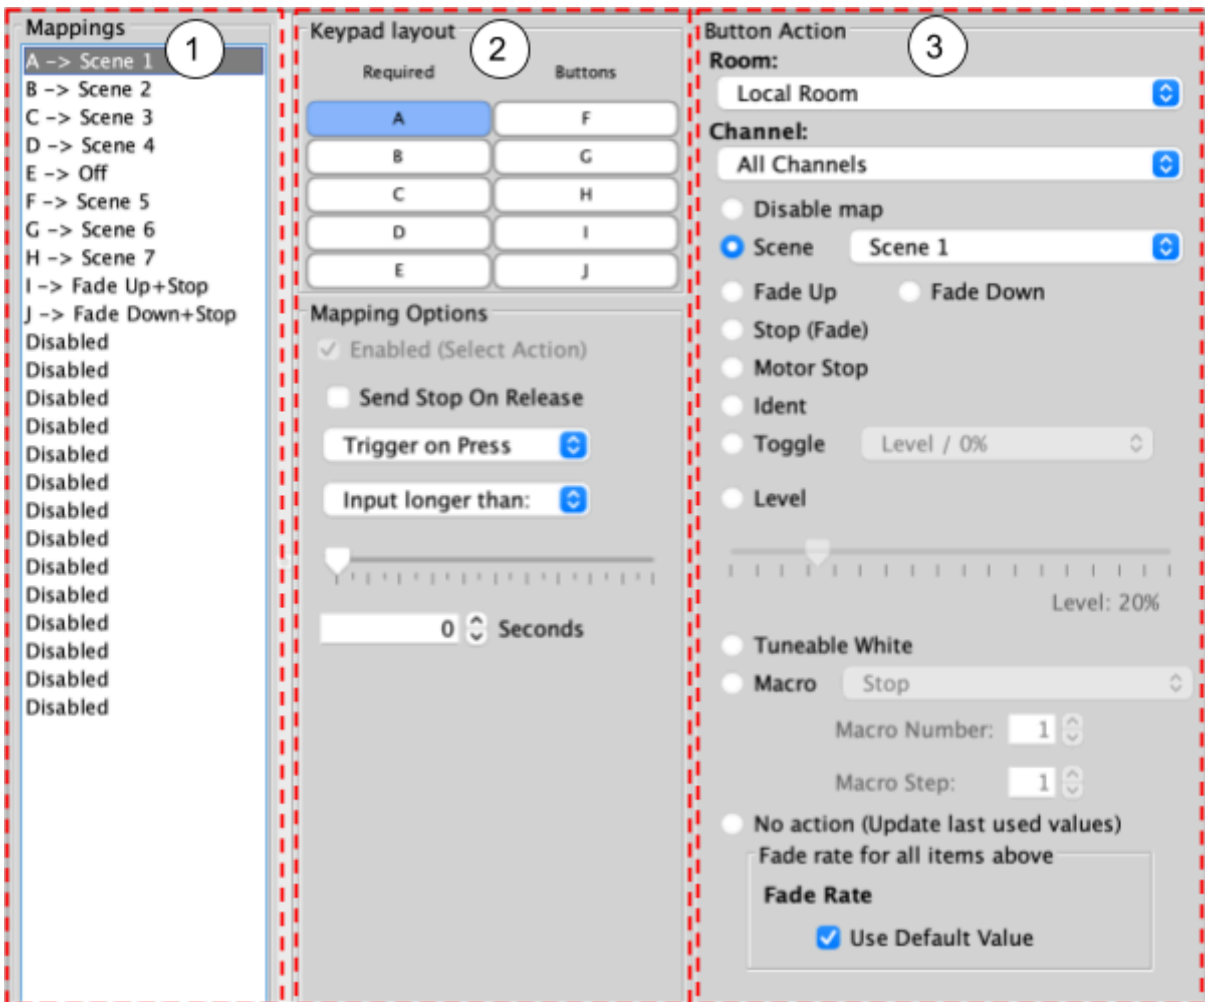 Mappings
1
A -> Scene 1
B -> Scene 2
C -> Scene 3
D -> Scene 4
E -> Off
F -> Scene 5
G -> Scene 6
H -> Scene 7
I -> Fade Up+Stop
J -> Fade Down+Stop
Disabled
Disabled
Disabled
Disabled
Disabled
Disabled
Disabled
Disabled
Disabled
Disabled
Disabled
Disabled
Disabled
Disabled
Keypad layout
2
Required Buttons
A F
B G
C H
D I
E J
Mapping Options
Enabled (Select Action)
Send Stop On Release
Trigger on Press
Input longer than:
0 Seconds
Button Action
3
Room:
Local Room
Channel:
All Channels
Disable map
Scene Scene 1
Fade Up Fade Down
Stop (Fade)
Motor Stop
Ident
Toggle Level / 0%
Level
Level: 20%
Tuneable White
Macro Stop
Macro Number: 1
Macro Step: 1
No action (Update last used values)
Fade rate for all items above
Fade Rate
Use Default Value